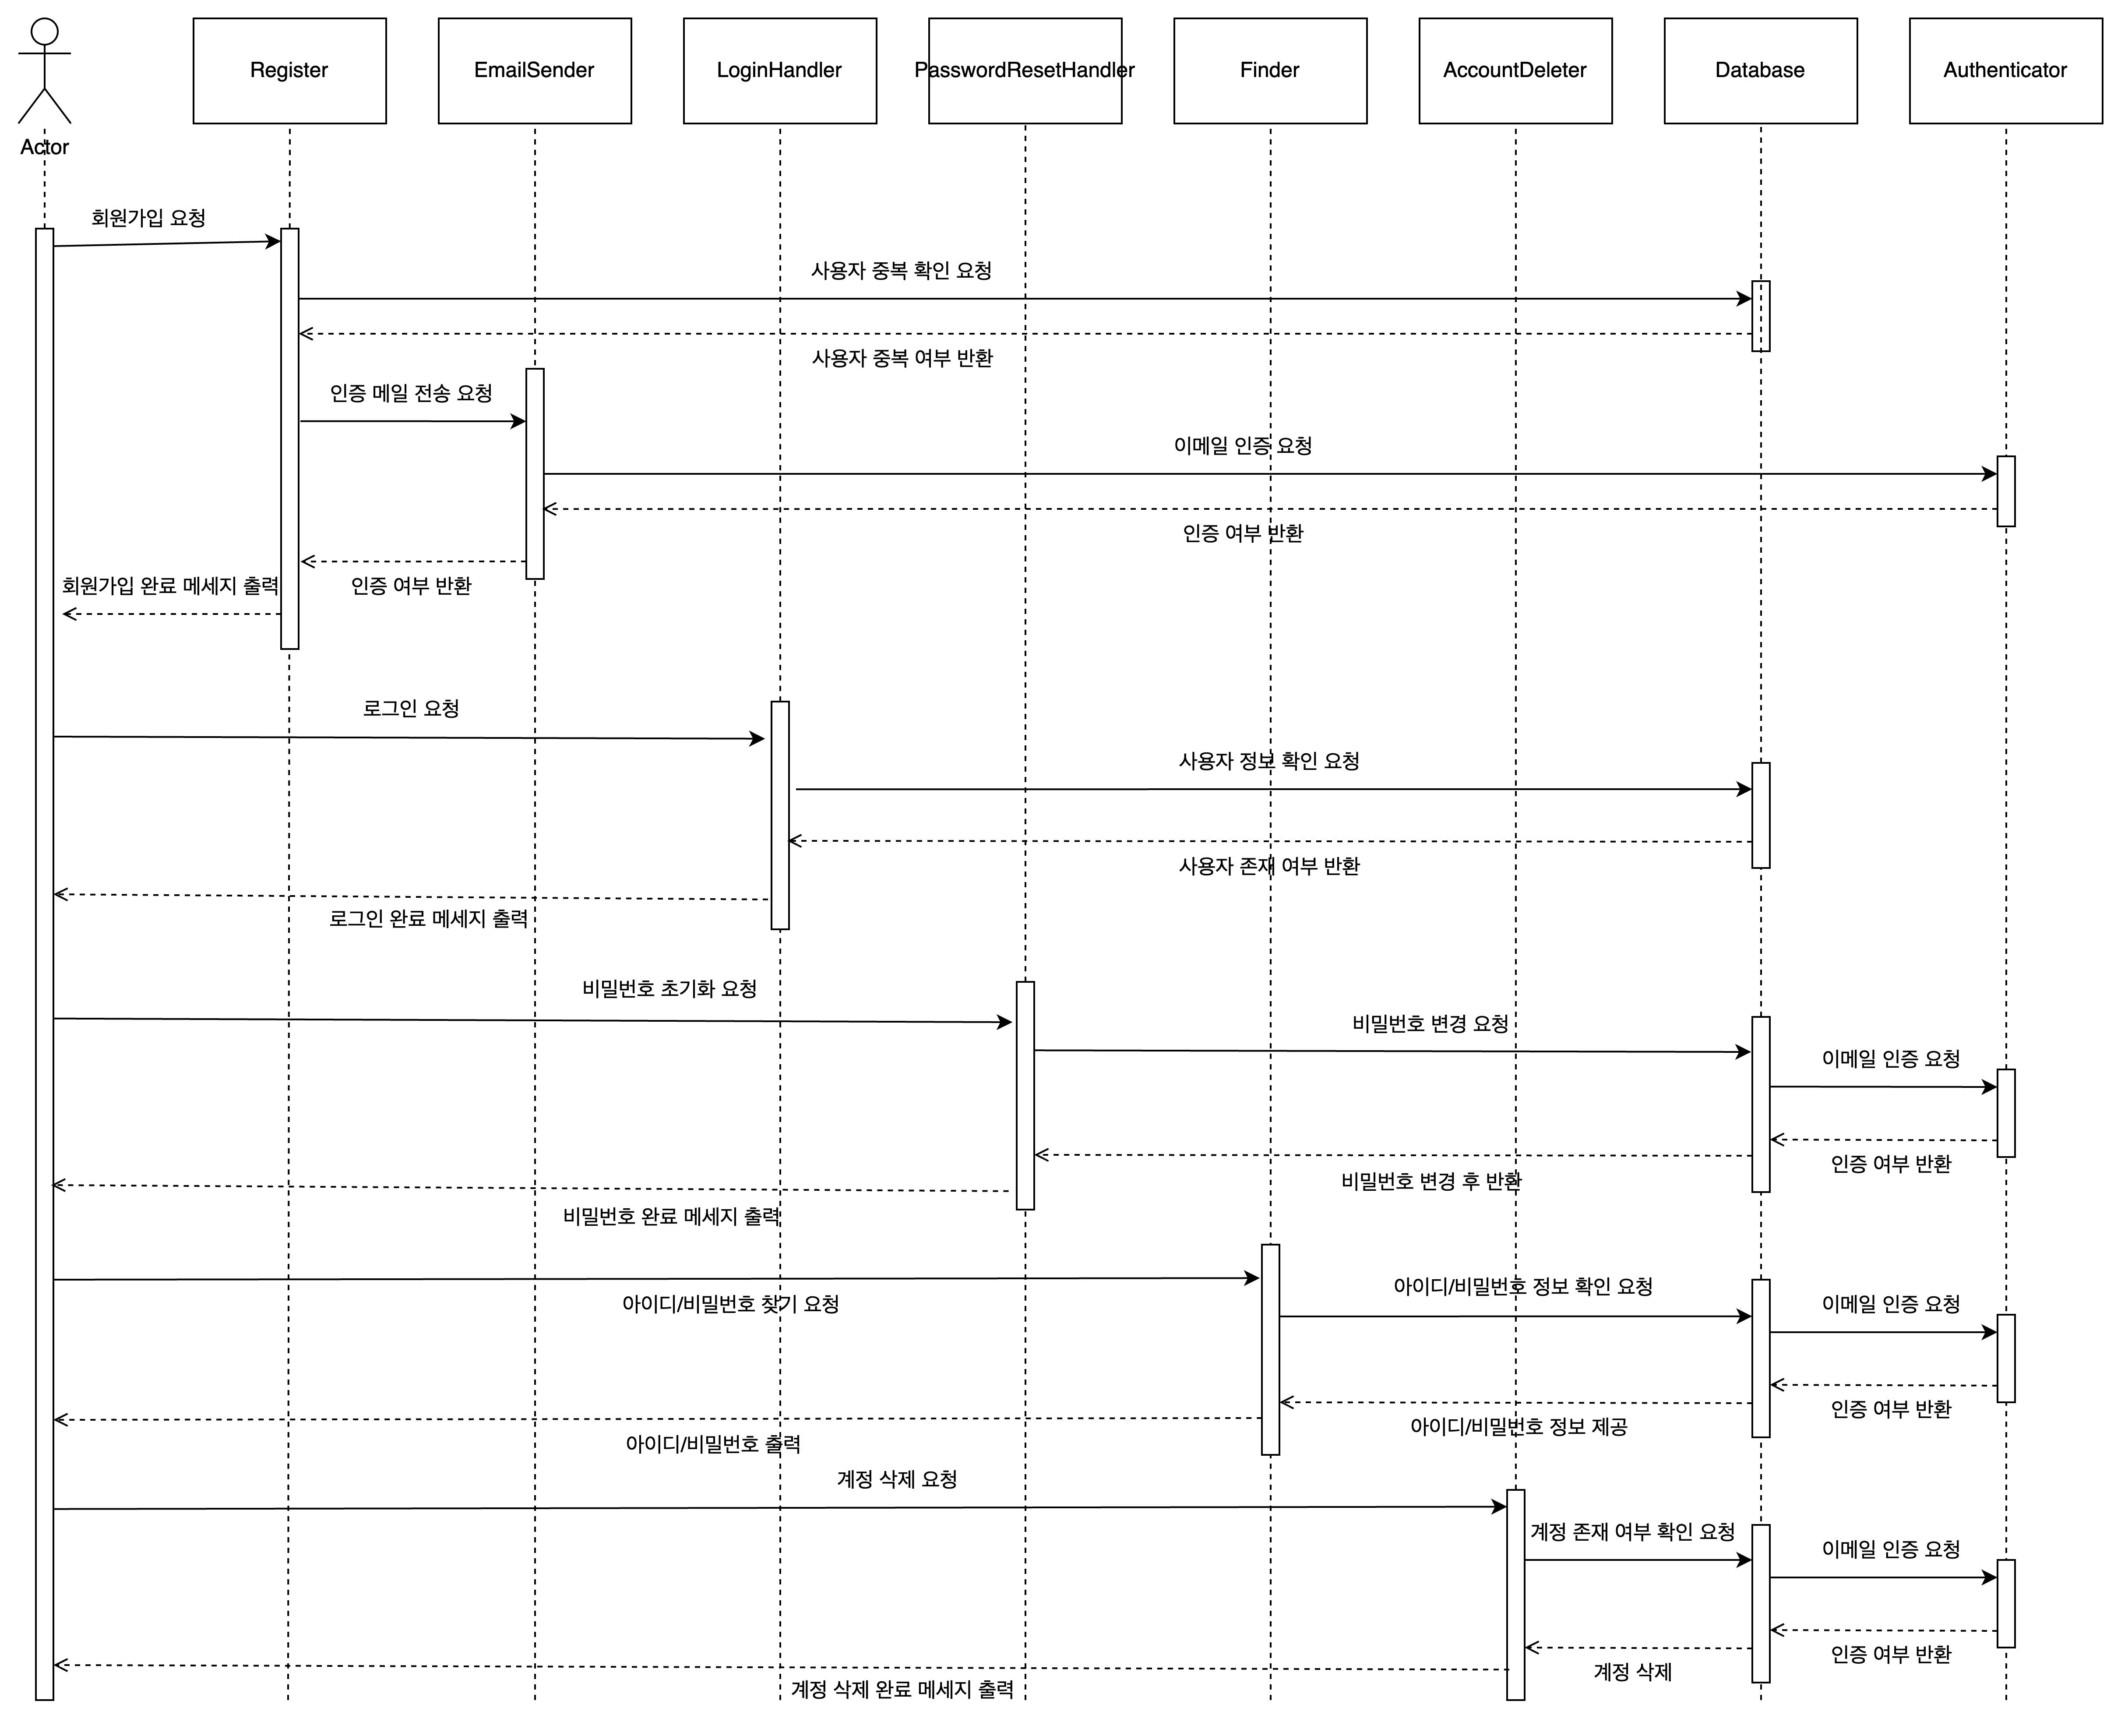 Register
EmailSender
LoginHandler
PasswordResetHandler
Finder
AccountDeleter
Database
Authenticator
Actor
회원가입 요청
사용자 중복 확인 요청
사용자 중복 여부 반환
인증 메일 전송 요청
이메일 인증 요청
인증 여부 반환
인증 여부 반환
회원가입 완료 메세지 출력
로그인 요청
사용자 정보 확인 요청
사용자 존재 여부 반환
로그인 완료 메세지 출력
비밀번호 초기화 요청
비밀번호 변경 요청
이메일 인증 요청
인증 여부 반환
비밀번호 변경 후 반환
비밀번호 완료 메세지 출력
아이디/비밀번호 찾기 요청
아이디/비밀번호 정보 확인 요청
이메일 인증 요청
인증 여부 반환
아이디/비밀번호 정보 제공
아이디/비밀번호 출력
계정 삭제 요청
계정 존재 여부 확인 요청
이메일 인증 요청
인증 여부 반환
계정 삭제
계정 삭제 완료 메세지 출력